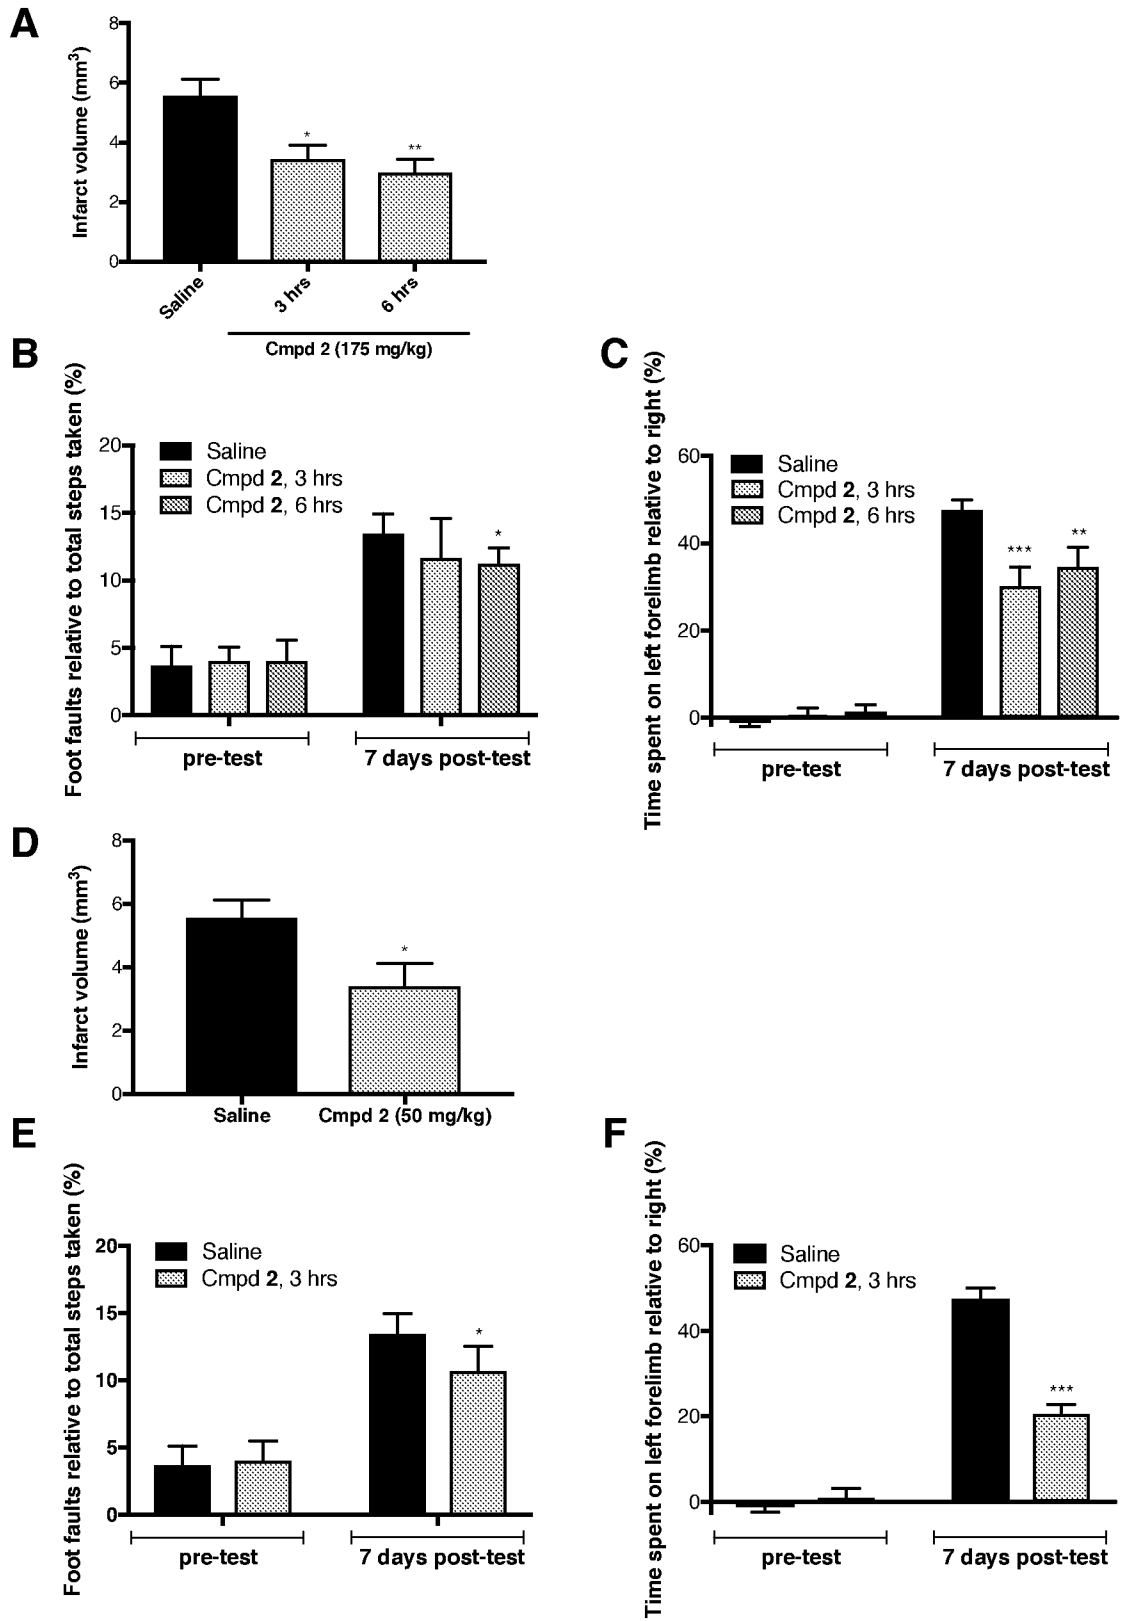 A
Infarct volume (mm3)
8
6
4
2
0
*
**
Saline
3 hrs
6 hrs
Cmpd 2 (175 mg/kg)
B
Foot faults relative to total steps taken (%)
20
15
10
5
0
Saline
Cmpd 2, 3 hrs
Cmpd 2, 6 hrs
*
pre-test
7 days post-test
C
Time spent on left forelimb relative to right (%)
60
40
20
0
Saline
Cmpd 2, 3 hrs
Cmpd 2, 6 hrs
***
**
pre-test
7 days post-test
D
Infarct volume (mm3)
8
6
4
2
0
*
Saline
Cmpd 2 (50 mg/kg)
E
Foot faults relative to total steps taken (%)
20
15
10
5
0
Saline
Cmpd 2, 3 hrs
*
pre-test
7 days post-test
F
Time spent on left forelimb relative to right (%)
60
40
20
0
Saline
Cmpd 2, 3 hrs
***
pre-test
7 days post-test